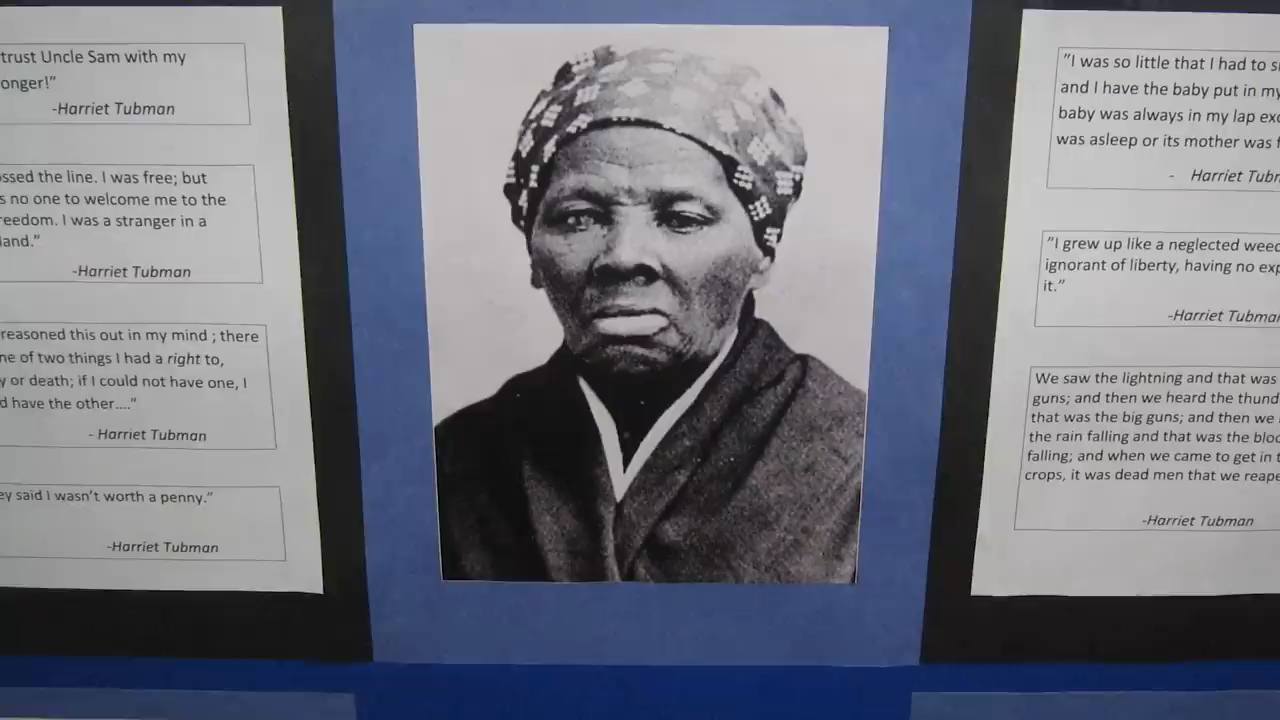 trust Uncle Sam with my
onger!”
-Harriet Tubman
ossed the line. I was free; but
s no one to welcome me to the
reedom. I was a stranger in a
land.”
-Harriet Tubman
reasoned this out in my mind ; there
ne of two things I had a right to,
y or death; if I could not have one, I
d have the other....“
- Harriet Tubman
ey said I wasn’t worth a penny.”
-Harriet Tubman
”I was so little that I had to s
and I have the baby put in my
baby was always in my lap exc
was asleep or its mother was f
- Harriet Tubm
“I grew up like a neglected weed
ignorant of liberty, having no exp
it.”
-Harriet Tubman
We saw the lightning and that was
guns; and then we heard the thund
that was the big guns; and then we
the rain falling and that was the bloo
falling; and when we came to get in t
crops, it was dead men that we reape
-Harriet Tubman